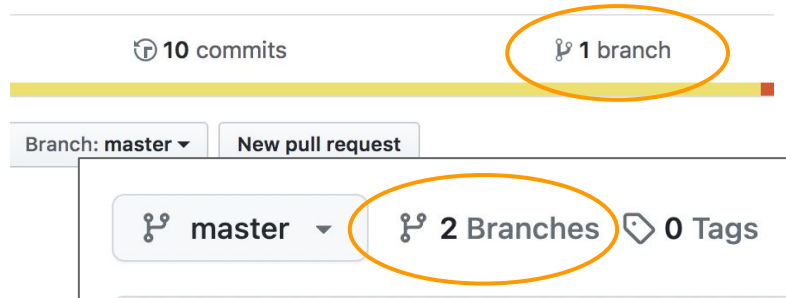 10 commits 1 branch
Branch: master New pull request
master 2 Branches 0 Tags